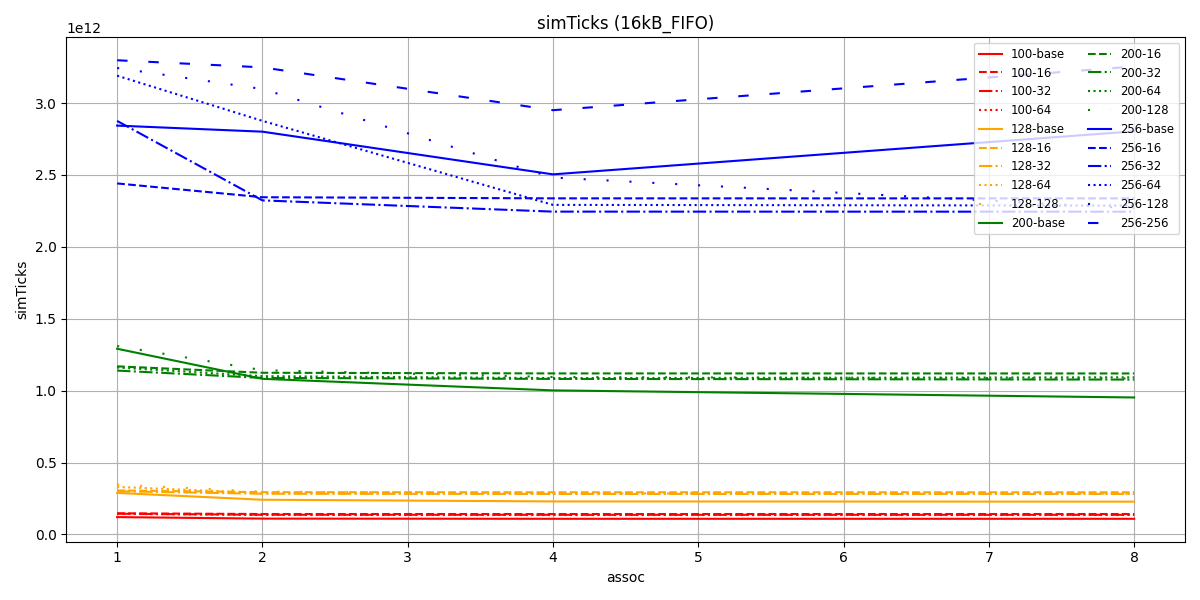 simTicks (16kB_FIFO)
1e12
3.0
2.5
2.0
1.5
1.0
0.5
0.0
simTicks
1 2 3 4 5 6 7 8
assoc
100-base
100-16
100-32
100-64
128-base
128-16
128-32
128-64
128-128
200-base
200-16
200-32
200-64
200-128
256-base
256-16
256-32
256-64
256-128
256-256